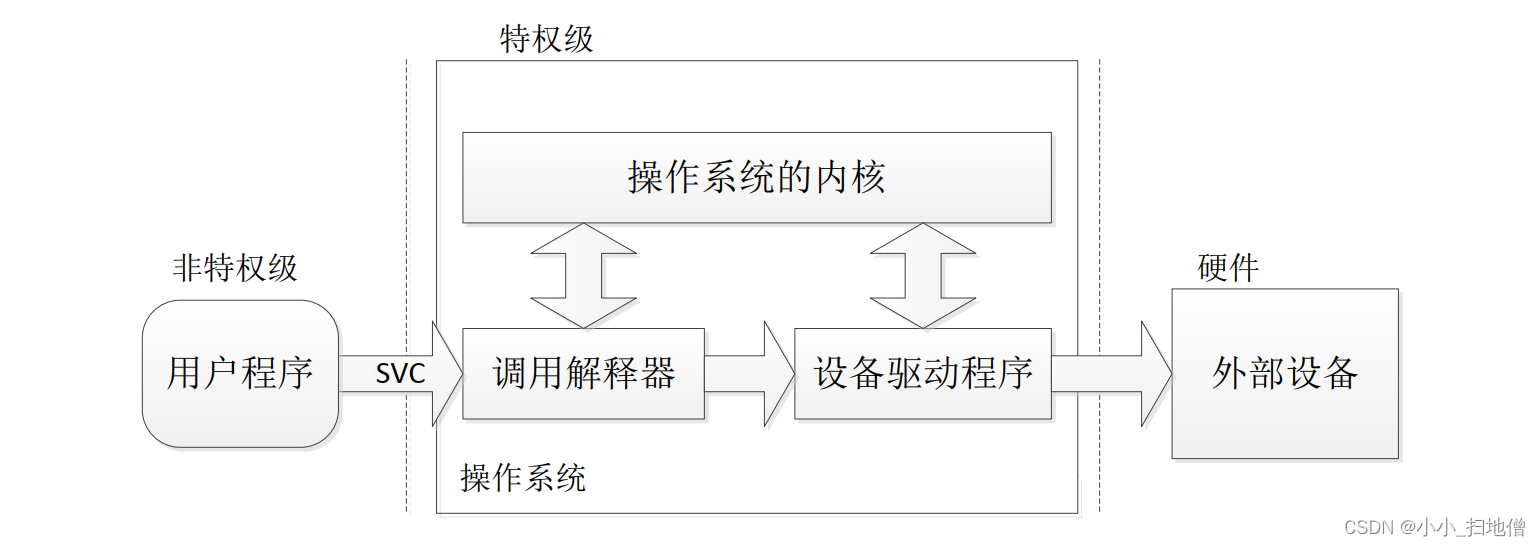 特权级
操作系统的内核
非特权级
硬件
用户程序
SVC
调用解释器
设备驱动程序
外部设备
操作系统
CSDN @小小_扫地僧